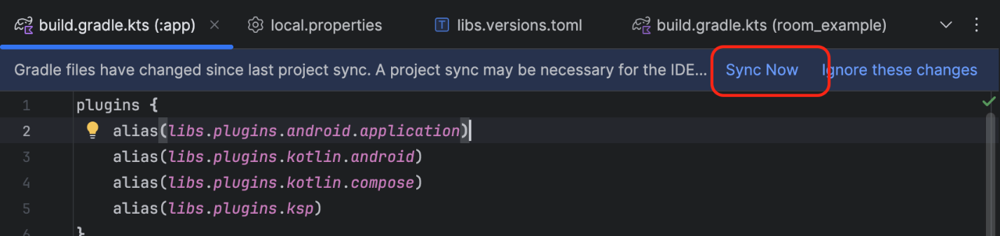 build.gradle.kts (:app) local.properties libs.versions.toml build.gradle.kts (room_example)
Gradle files have changed since last project sync. A project sync may be necessary for the IDE... Sync Now Ignore these changes
1 plugins {
2 alias(libs.plugins.android.application)
3 alias(libs.plugins.kotlin.android)
4 alias(libs.plugins.kotlin.compose)
5 alias(libs.plugins.ksp)
6 }